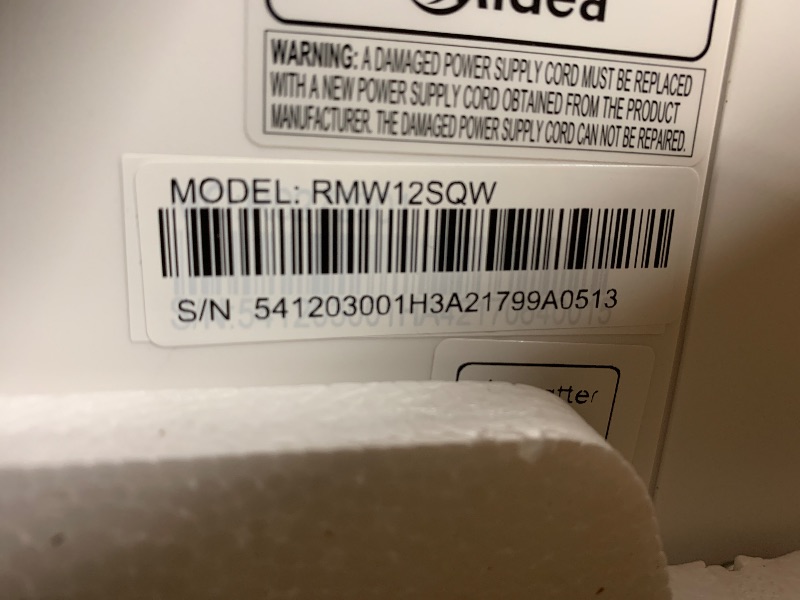 Midea
WARNING: A DAMAGED POWER SUPPLY CORD MUST BE REPLACED
WITH A NEW POWER SUPPLY CORD OBTAINED FROM THE PRODUCT
MANUFACTURER. THE DAMAGED POWER SUPPLY CORD CAN NOT BE REPAIRED.
MODEL: RMW12SQW
S/N 541203001H3A21799A0513